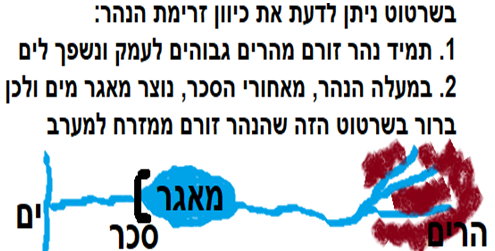 בשרטוט ניתן לדעת את כיוון זרימת הנהר:
1. תמיד נהר זורם מהרים גבוהים לעמק ונשפך לים
2. במעלה הנהר, מאחורי הסכר, נוצר מאגר מים ולכן
ברור בשרטוט הזה שהנהר זורם ממזרח למערב
מאגר
ים
סכר
הרים